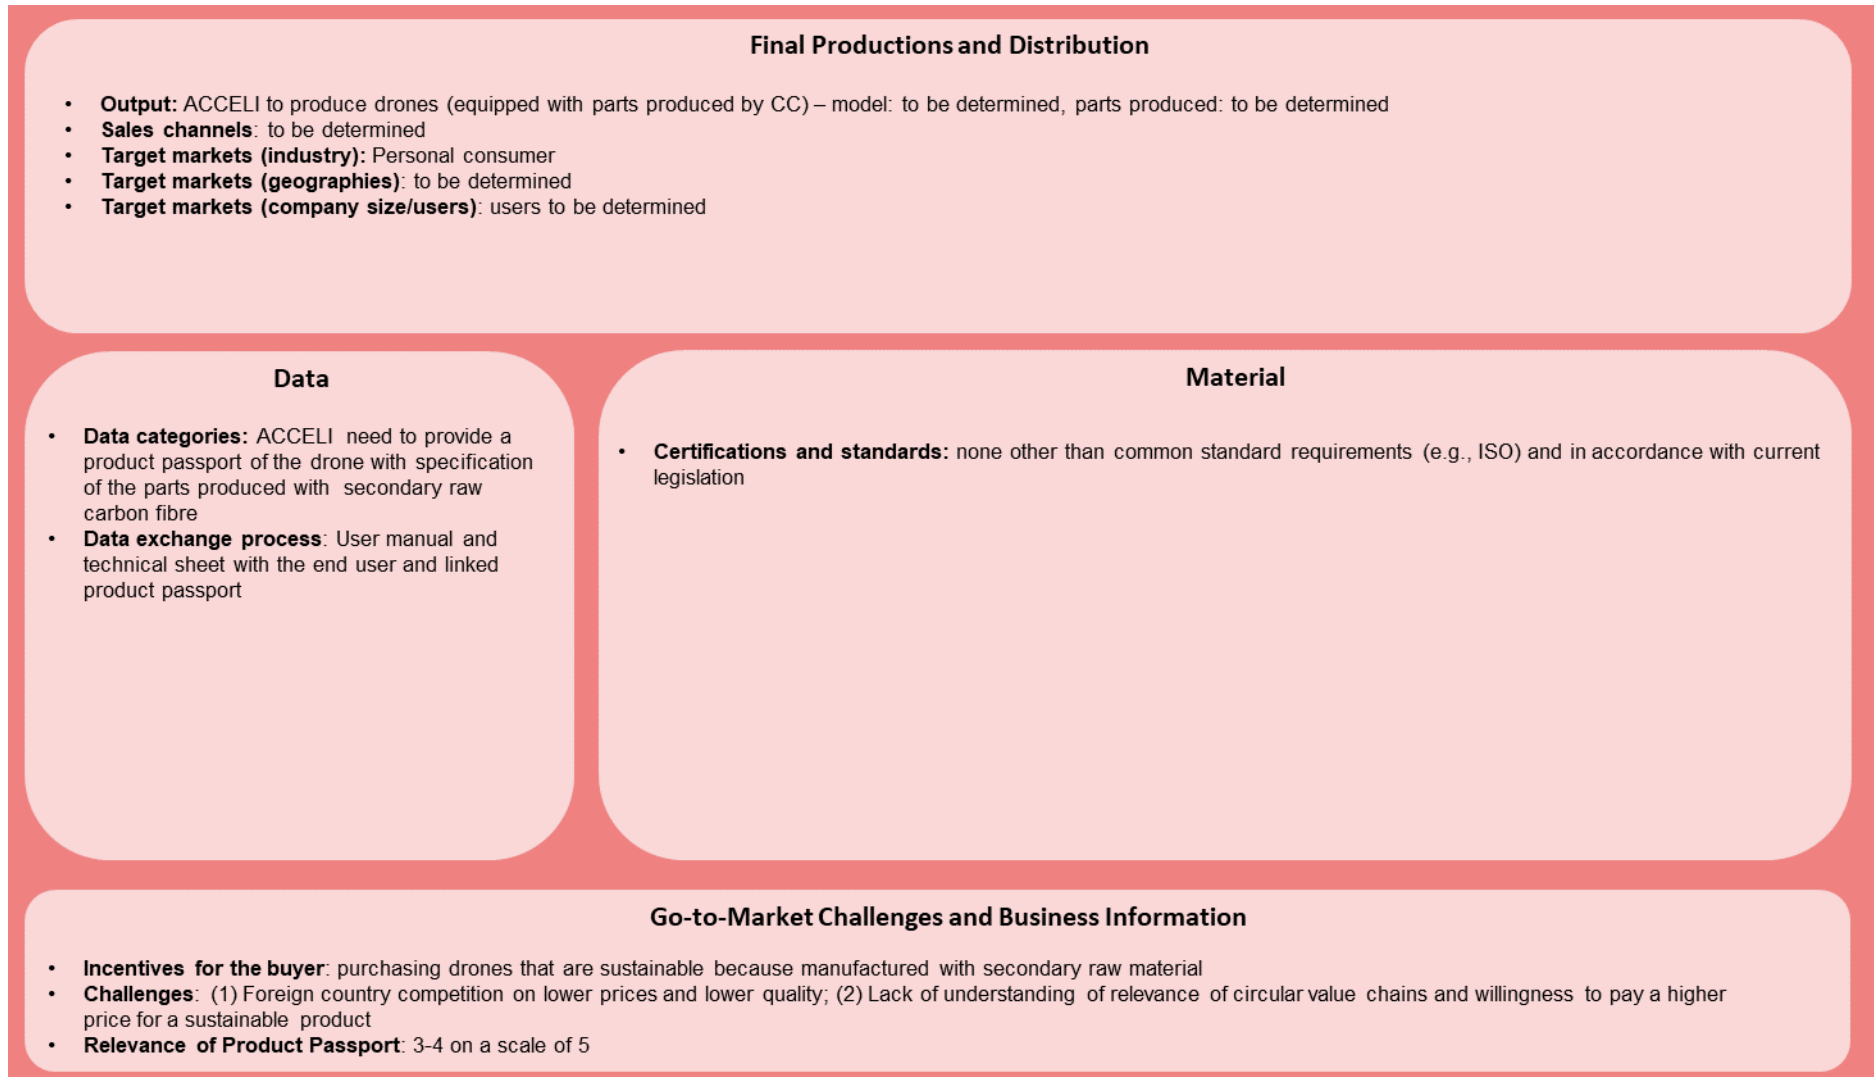 Final Productions and Distribution
• Output: ACCELI to produce drones (equipped with parts produced by CC) – model: to be determined, parts produced: to be determined
• Sales channels: to be determined
• Target markets (industry): Personal consumer
• Target markets (geographies): to be determined
• Target markets (company size/users): users to be determined
Data
• Data categories: ACCELI need to provide a
product passport of the drone with specification
of the parts produced with secondary raw
carbon fibre
• Data exchange process: User manual and
technical sheet with the end user and linked
product passport
Material
• Certifications and standards: none other than common standard requirements (e.g., ISO) and in accordance with current
legislation
Go-to-Market Challenges and Business Information
• Incentives for the buyer: purchasing drones that are sustainable because manufactured with secondary raw material
• Challenges: (1) Foreign country competition on lower prices and lower quality; (2) Lack of understanding of relevance of circular value chains and willingness to pay a higher
price for a sustainable product
• Relevance of Product Passport: 3-4 on a scale of 5